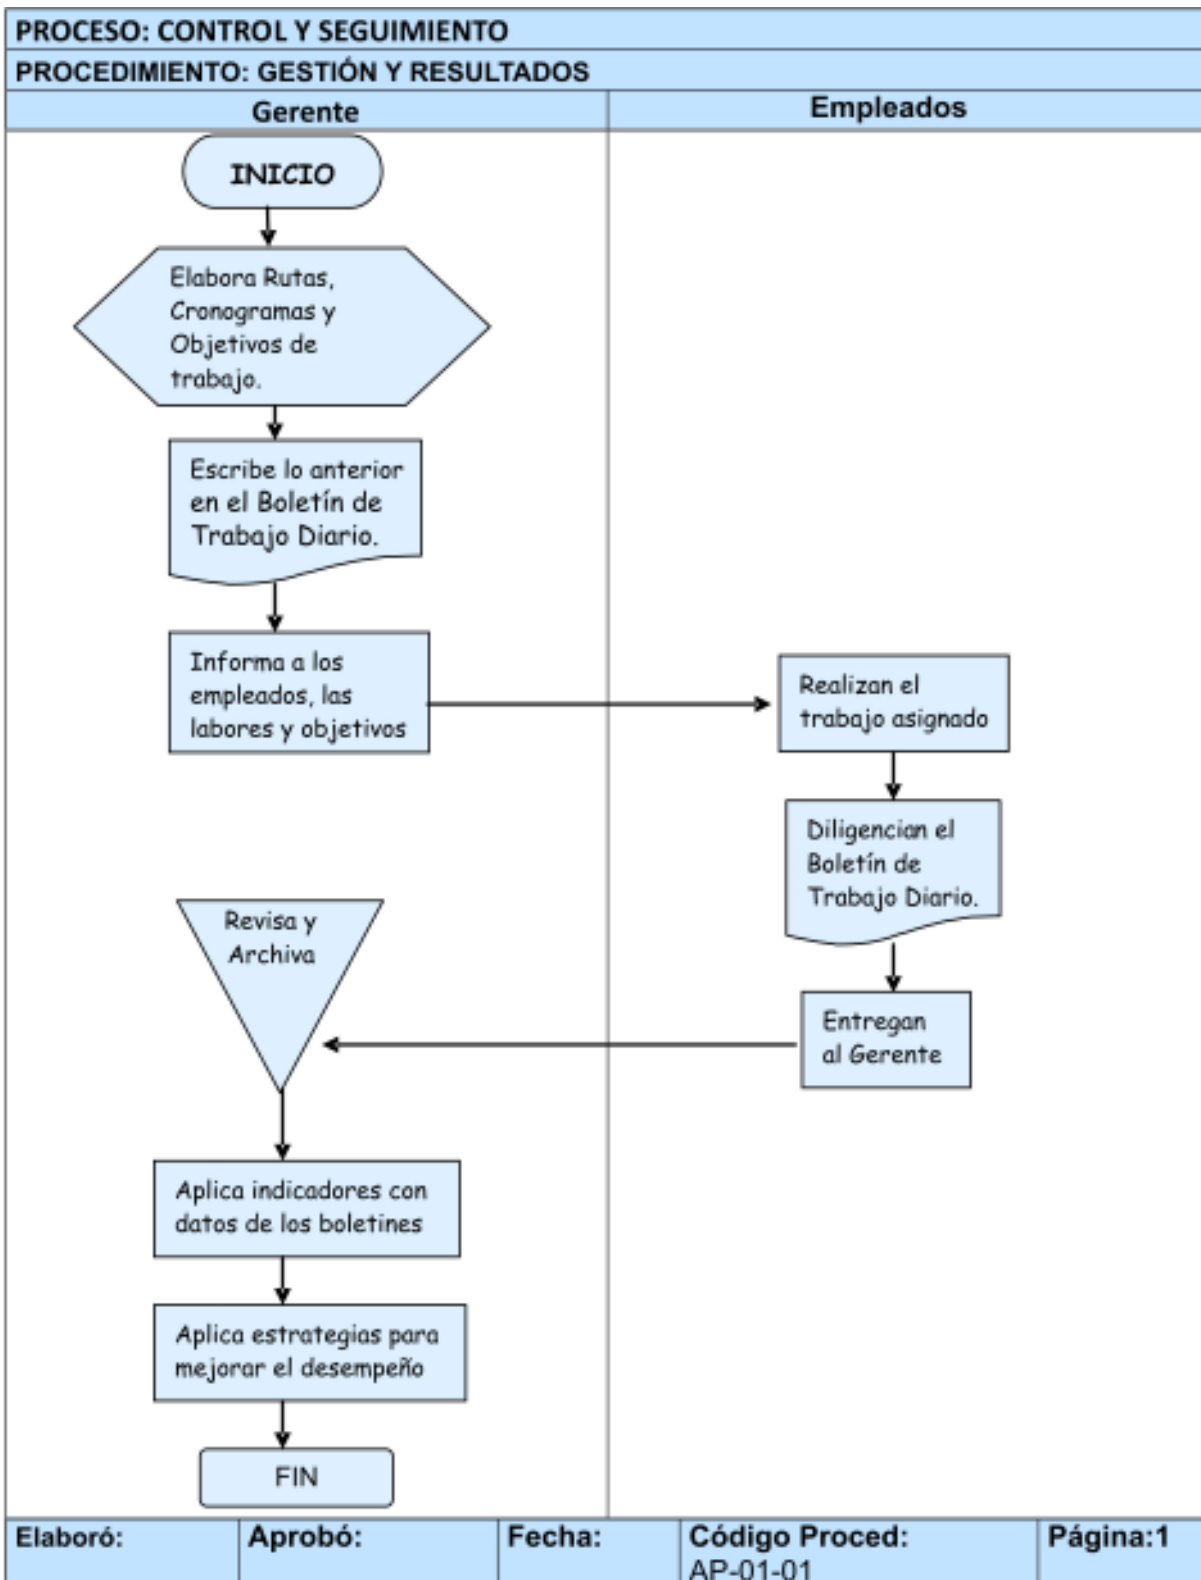 PROCESO: CONTROL Y SEGUIMIENTO
PROCEDIMIENTO: GESTIÓN Y RESULTADOS
Gerente
Empleados
INICIO
Elabora Rutas,
Cronogramas y
Objetivos de
trabajo.
Escribe lo anterior
en el Boletín de
Trabajo Diario.
Informa a los
empleados, las
labores y objetivos
Realizan el
trabajo asignado
Diligencian el
Boletín de
Trabajo Diario.
Entregan
al Gerente
Revisa y
Archiva
Aplica indicadores con
datos de los boletines
Aplica estrategias para
mejorar el desempeño
FIN
Elaboró:
Aprobó:
Fecha:
Código Proced:
AP-01-01
Página:1